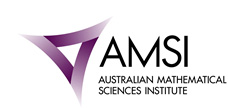 AMSI
AUSTRALIAN MATHEMATICAL
SCIENCES INSTITUTE